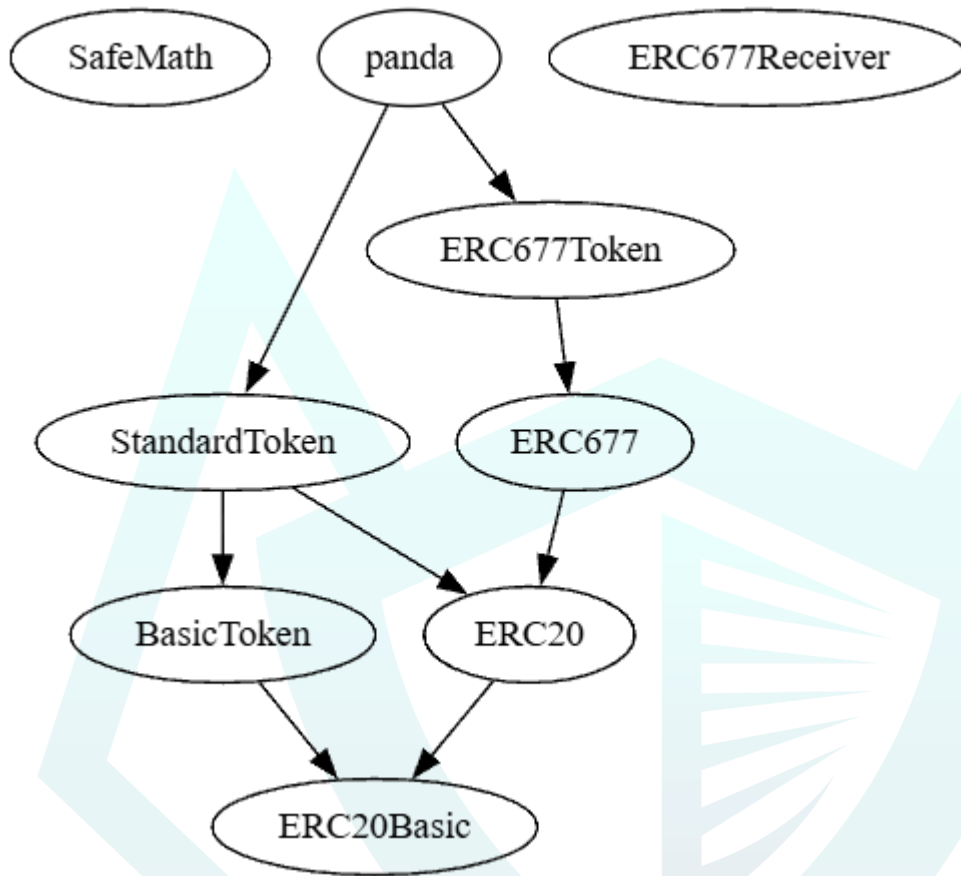 SafeMath
panda
ERC677Receiver
ERC677Token
StandardToken
ERC677
BasicToken
ERC20
ERC20Basic